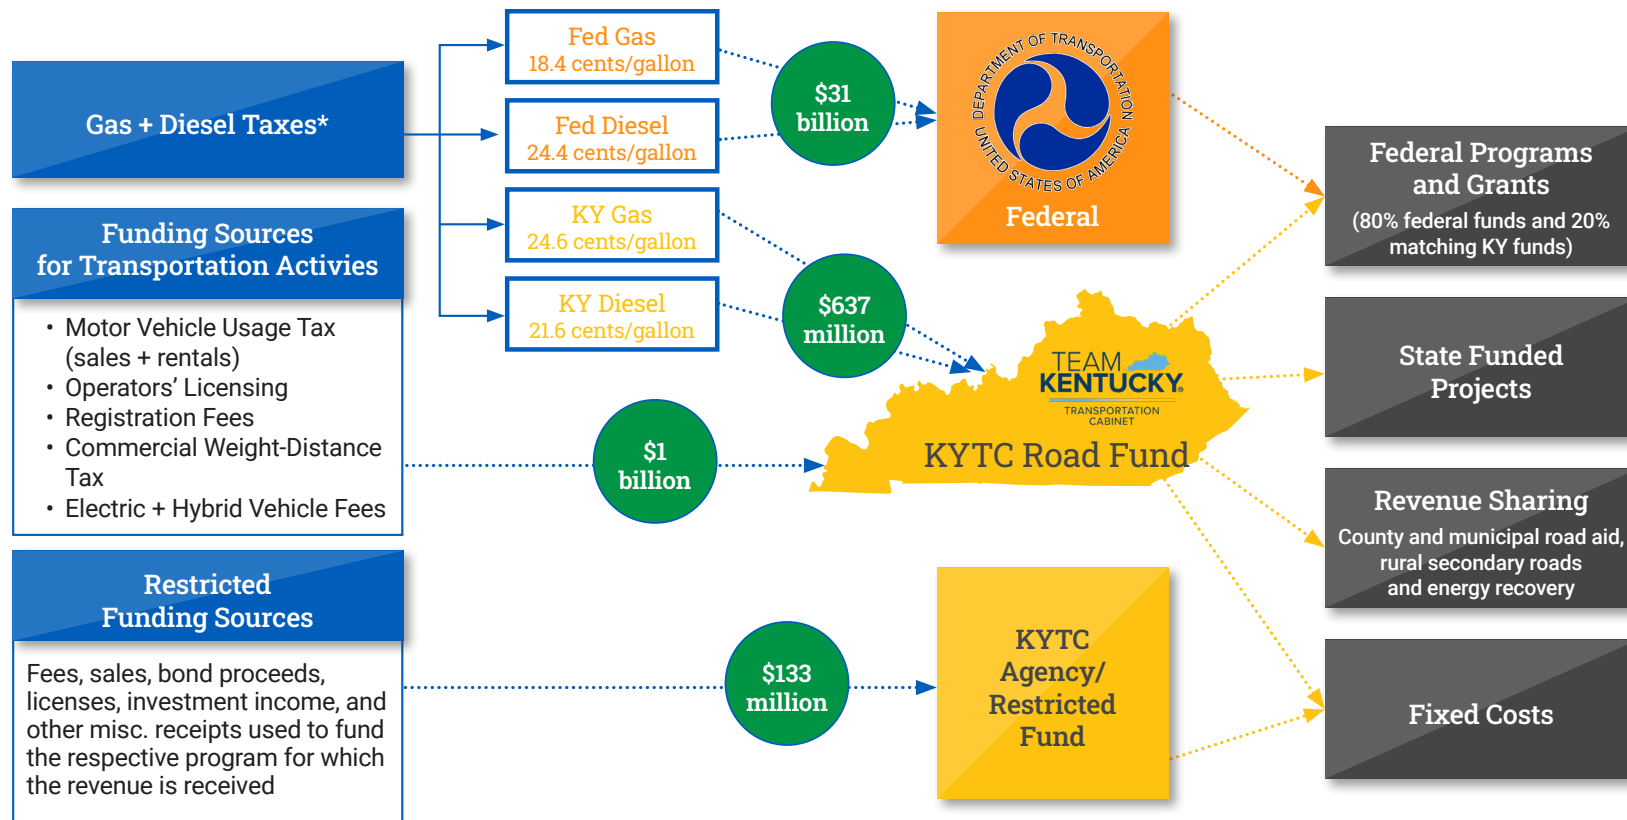 Gas + Diesel Taxes*
Funding Sources
for Transportation Activies
• Motor Vehicle Usage Tax
(sales + rentals)
• Operators' Licensing
• Registration Fees
• Commercial Weight-Distance
Tax
• Electric + Hybrid Vehicle Fees
Restricted
Funding Sources
Fees, sales, bond proceeds,
licenses, investment income, and
other misc. receipts used to fund
the respective program for which
the revenue is received
Fed Gas
18.4 cents/gallon
Fed Diesel
24.4 cents/gallon
KY Gas
24.6 cents/gallon
KY Diesel
21.6 cents/gallon
$31
billion
$637
million
$1
billion
$133
million
DEPARTMENT OF TRANSPORTATION
UNITED STATES OF AMERICA
Federal
TEAM
KENTUCKY®
TRANSPORTATION
CABINET
KYTC Road Fund
KYTC
Agency/
Restricted
Fund
Federal Programs
and Grants
(80% federal funds and 20%
matching KY funds)
State Funded
Projects
Revenue Sharing
County and municipal road aid,
rural secondary roads
and energy recovery
Fixed Costs